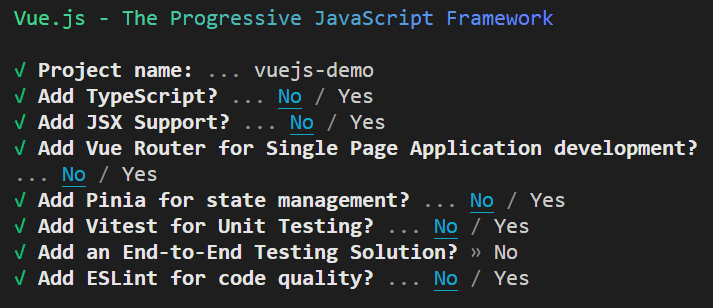 Vue.js - The Progressive JavaScript Framework
√ Project name: ... vuejs-demo
√ Add TypeScript? ... No / Yes
√ Add JSX Support? ... No / Yes
√ Add Vue Router for Single Page Application development?
... No / Yes
√ Add Pinia for state management? ... No / Yes
√ Add Vitest for Unit Testing? ... No / Yes
√ Add an End-to-End Testing Solution? » No
√ Add ESLint for code quality? ... No / Yes